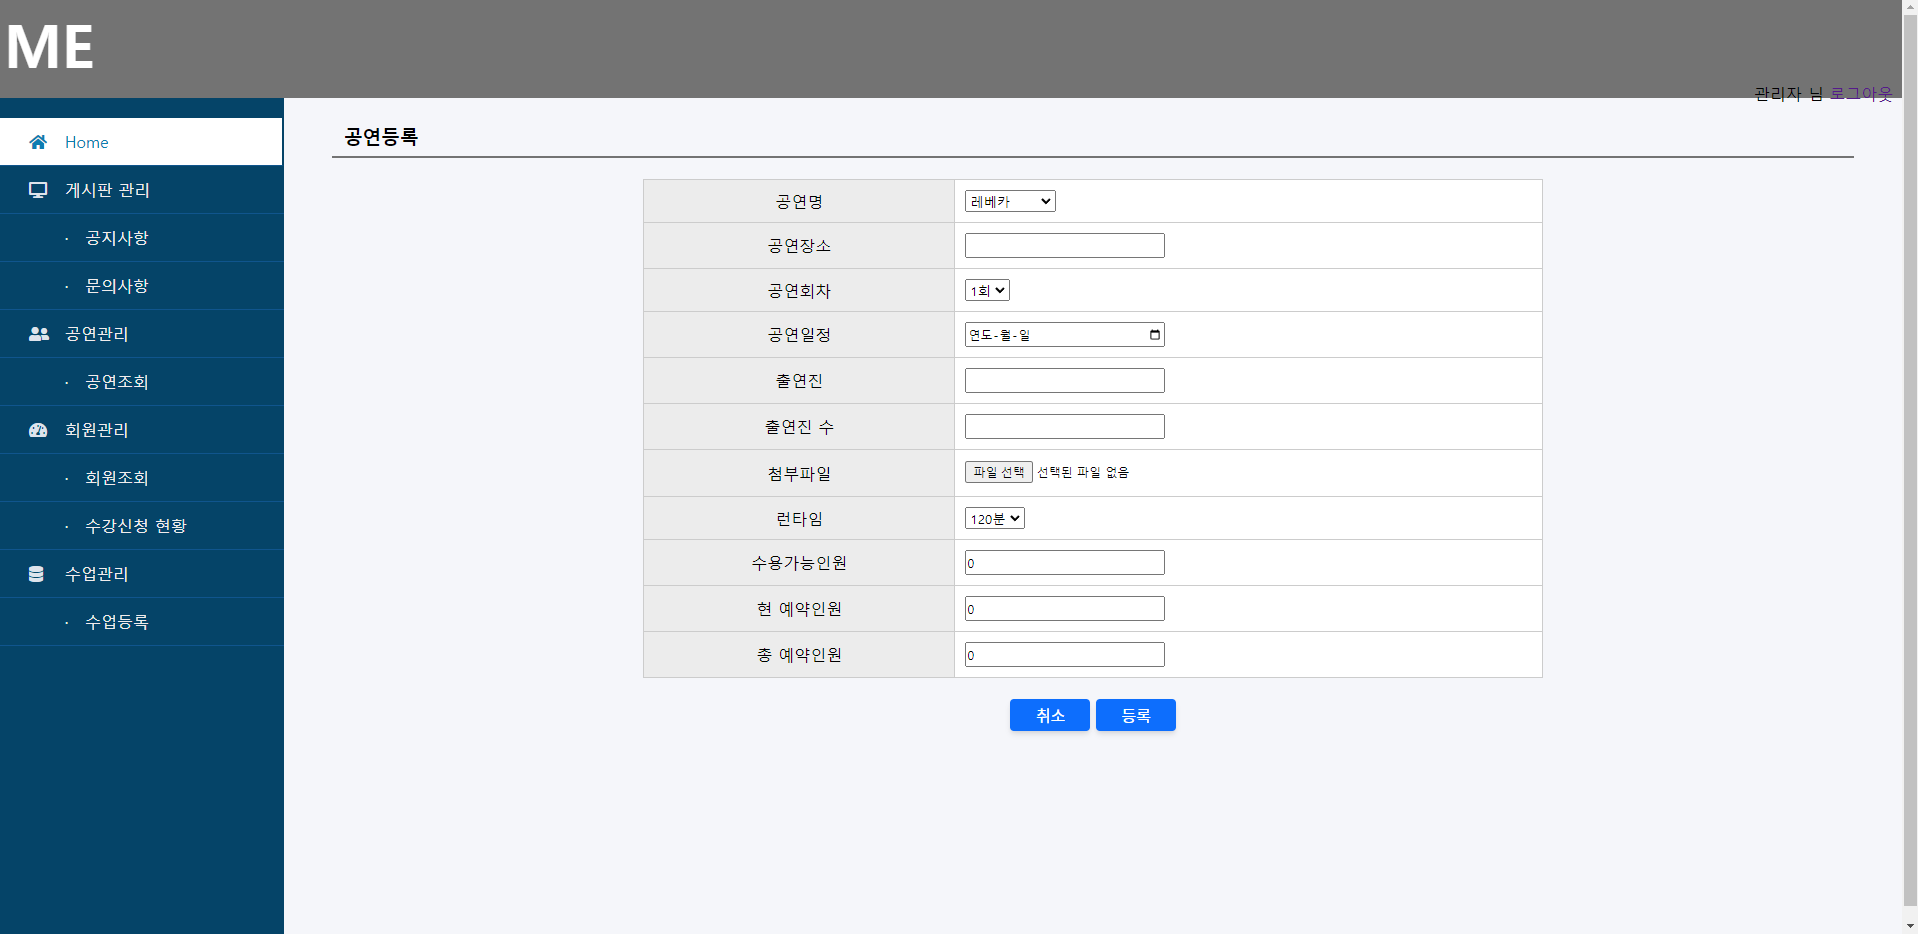 ME
관리자 님 로그아웃
Home
게시판 관리
· 공지사항
· 문의사항
공연관리
· 공연조회
회원관리
· 회원조회
· 수강신청 현황
수업관리
· 수업등록
공연등록
공연명 레베카
공연장소
공연회차 1회
공연일정 연도-월-일
출연진
출연진 수
첨부파일 파일 선택 선택된 파일 없음
런타임 120분
수용가능인원 0
현 예약인원 0
총 예약인원 0
취소 등록